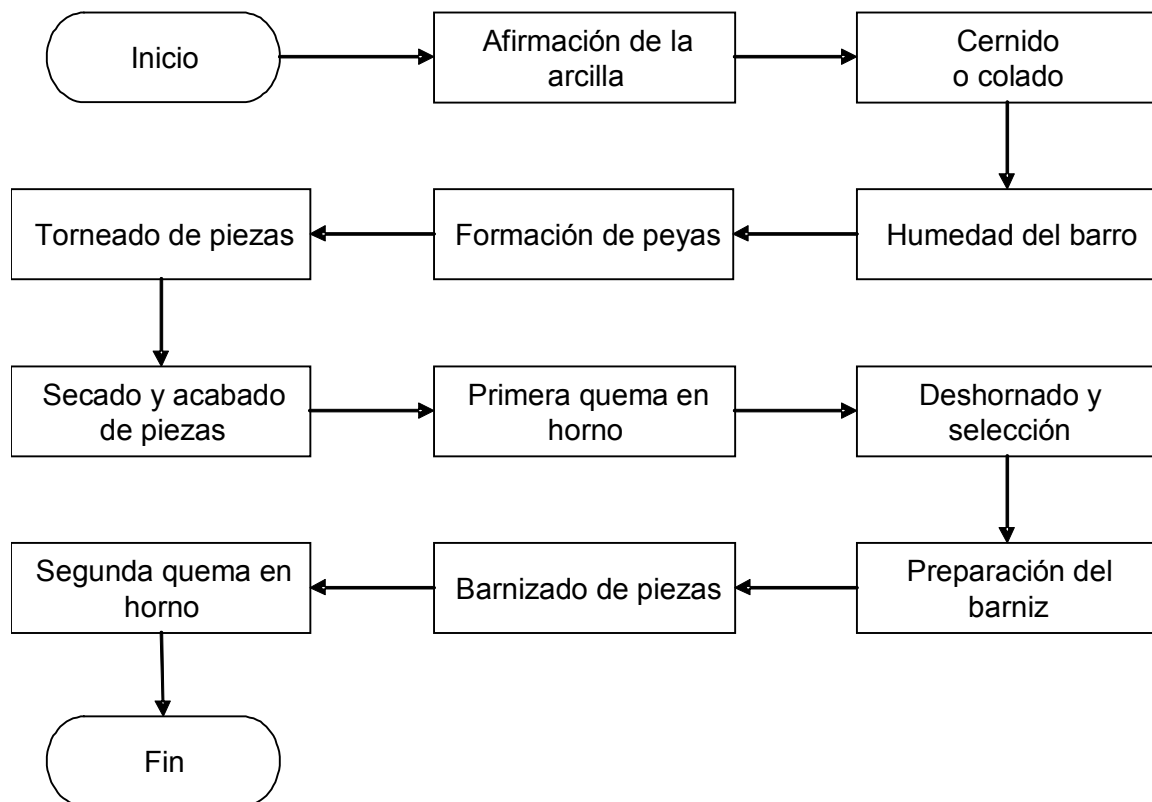 Inicio
Afirmación de la
arcilla
Cernido
o colado
Humedad del barro
Formación de peyas
Torneado de piezas
Secado y acabado
de piezas
Primera quema en
horno
Deshornado y
selección
Preparación del
barniz
Barnizado de piezas
Segunda quema en
horno
Fin